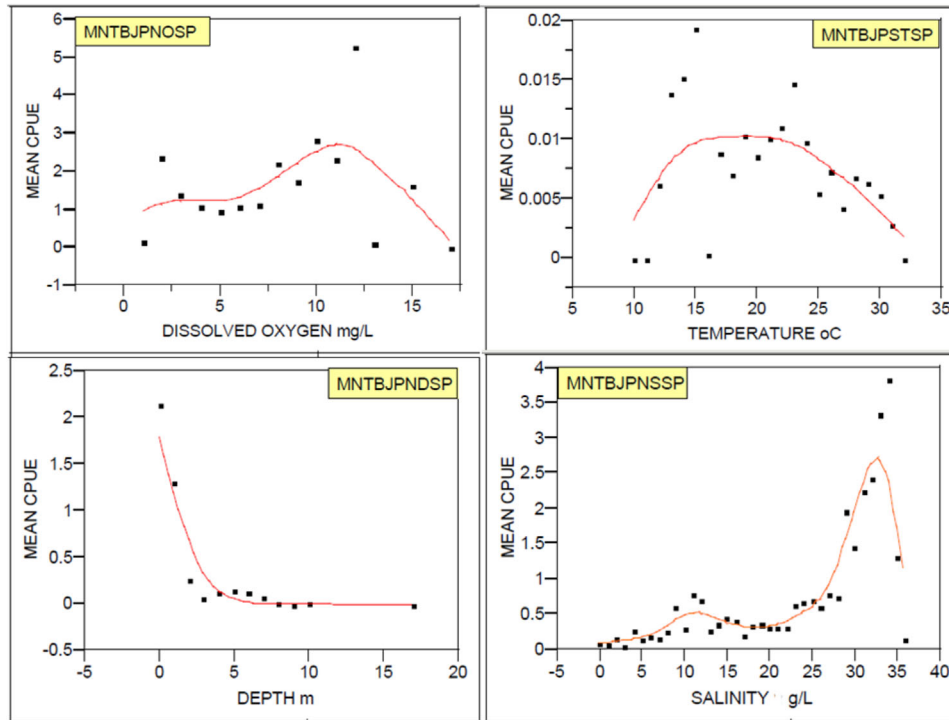 MNTBJPNOSP
MEAN CPUE
6
5
4
3
2
1
0
-1
0 5 10 15
DISSOLVED OXYGEN mg/L
MNTBJPSTSP
MEAN CPUE
0.02
0.015
0.01
0.005
0
5 10 15 20 25 30 35
TEMPERATURE oC
MNTBJPNDSP
MEAN CPUE
2.5
2
1.5
1
0.5
0
-0.5
-5 0 5 10 15 20
DEPTH m
MNTBJPNSSP
MEAN CPUE
4
3.5
3
2.5
2
1.5
1
0.5
0
-5 0 5 10 15 20 25 30 35 40
SALINITY g/L